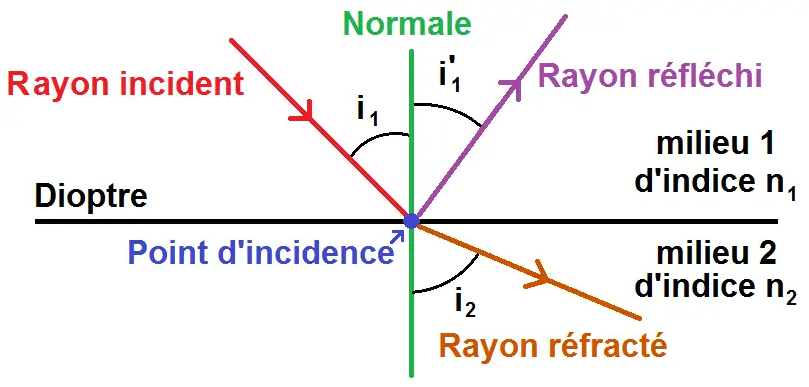 Normale
Rayon incident
i1
i'1
Rayon réfléchi
milieu 1
d'indice n1
Dioptre
Point d'incidence
milieu 2
d'indice n2
i2
Rayon réfracté